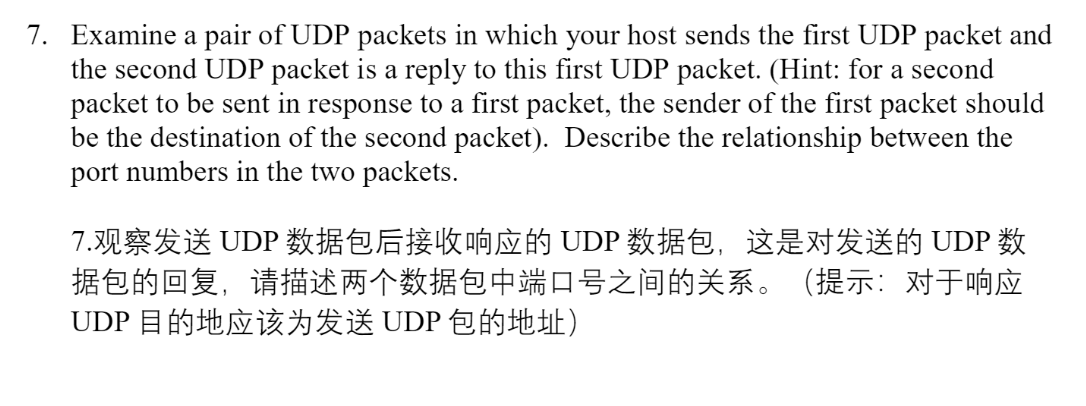 7. Examine a pair of UDP packets in which your host sends the first UDP packet and
the second UDP packet is a reply to this first UDP packet. (Hint: for a second
packet to be sent in response to a first packet, the sender of the first packet should
be the destination of the second packet).  Describe the relationship between the
port numbers in the two packets.
7.观察发送 UDP 数据包后接收响应的 UDP 数据包，这是对发送的 UDP 数
据包的回复，请描述两个数据包中端口号之间的关系。（提示：对于响应
UDP 目的地应该为发送 UDP 包的地址）